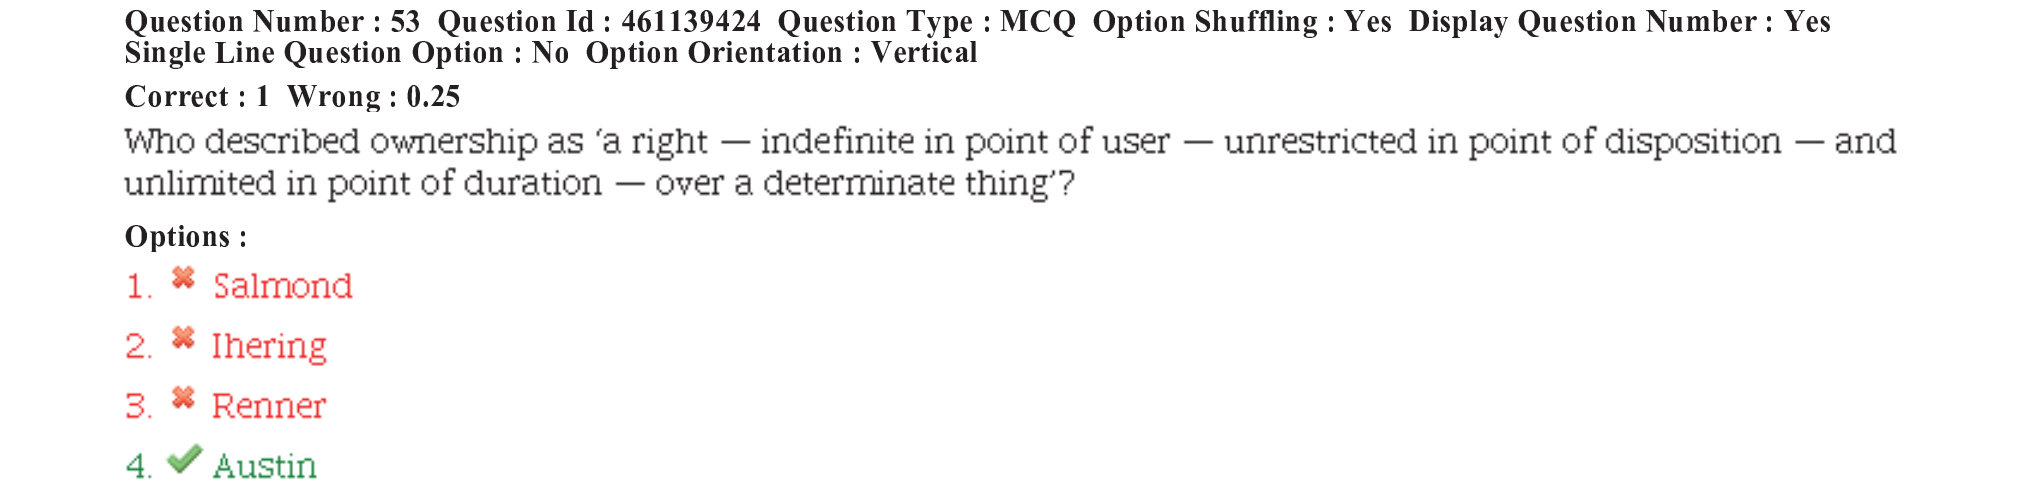 Question Number : 53 Question Id : 461139424 Question Type : MCQ Option Shuffling : Yes Display Question Number : Yes
Single Line Question Option : No Option Orientation : Vertical
Correct : 1 Wrong : 0.25
Who described ownership as ‘a right — indefinite in point of user — unrestricted in point of disposition — and
unlimited in point of duration — over a determinate thing’?
Options :
1. ✖ Salmond
2. ✖ Ihering
3. ✖ Renner
4. ✔ Austin